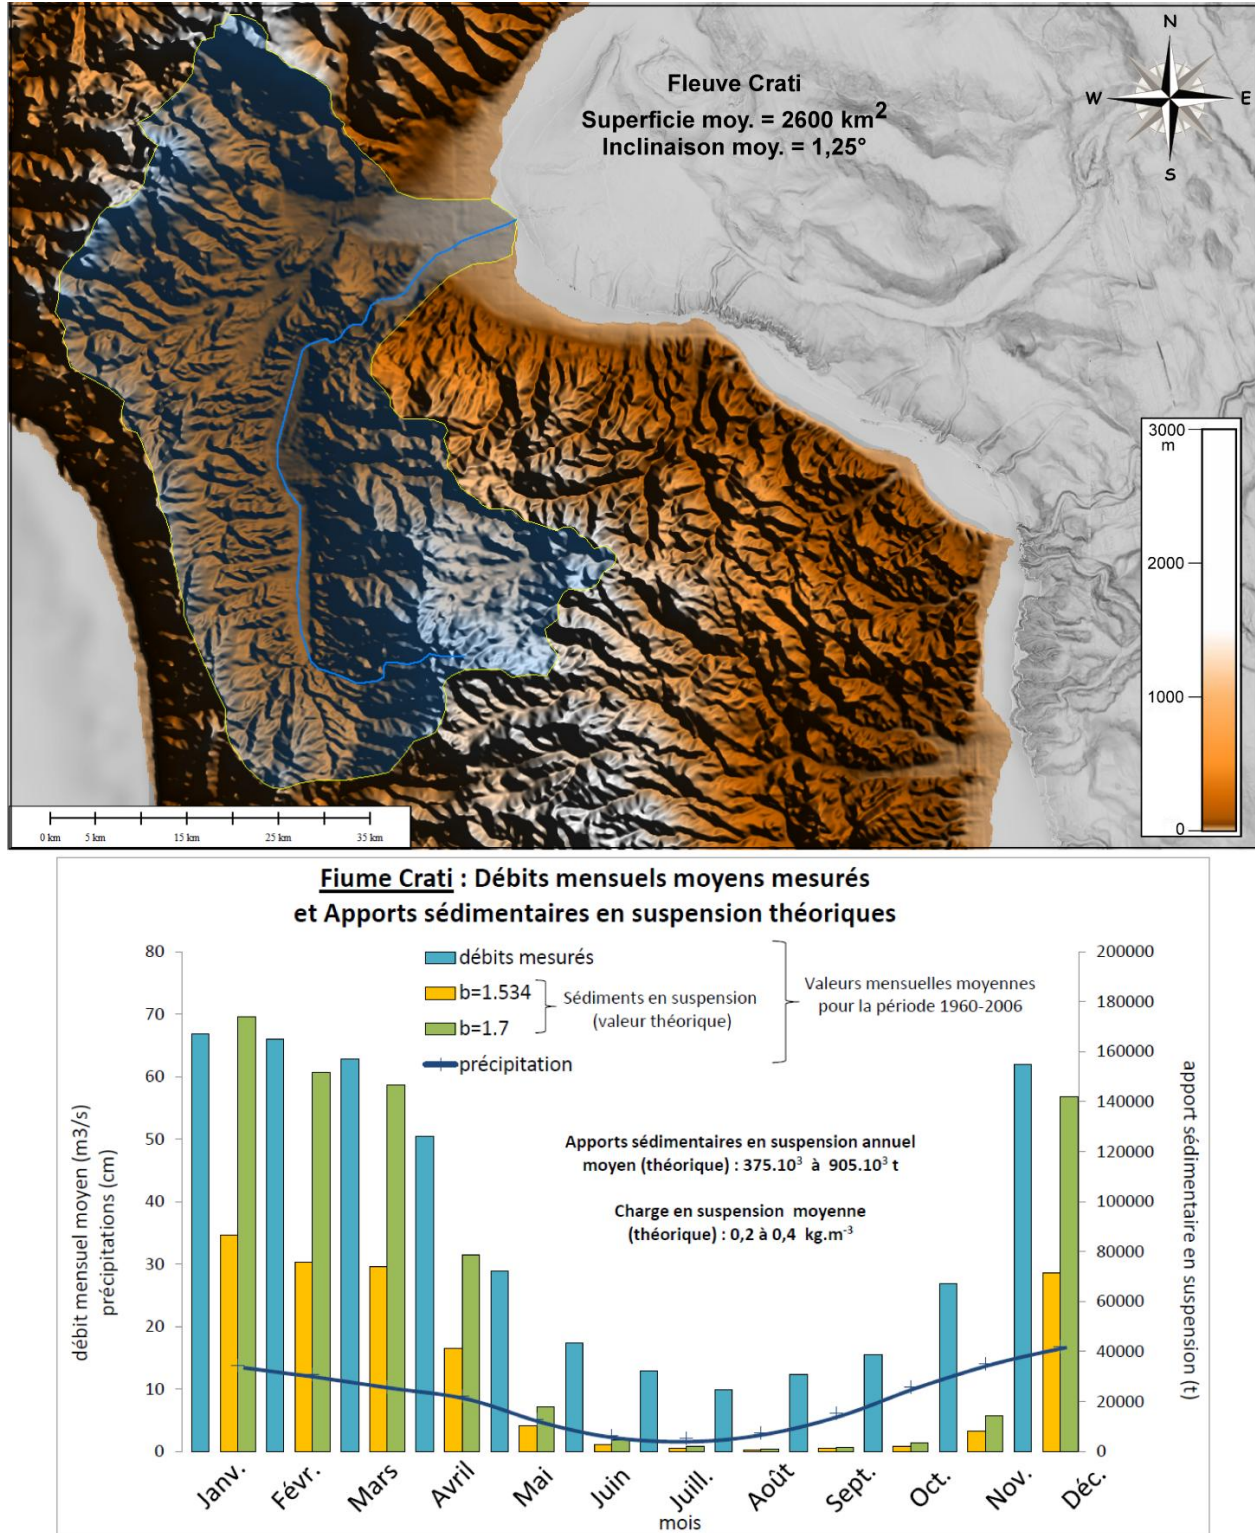 Fleuve Crati
Superficie moy. = 2600 km²
Inclinaison moy. = 1,25°
N
W
E
S
3000
m
2000
1000
0
0 km 5 km 15 km 25 km 35 km
Fiume Crati : Débits mensuels moyens mesurés
et Apports sédimentaires en suspension théoriques
débits mesurés
b=1.534
b=1.7
précipitation
Sédiments en suspension
(valeur théorique)
Valeurs mensuelles moyennes
pour la période 1960-2006
Apports sédimentaires en suspension annuel
moyen (théorique) : 375.10³ à 905.10³ t
Charge en suspension moyenne
(théorique) : 0,2 à 0,4 kg.m⁻³
débit mensuel moyen (m3/s)
précipitations (cm)
80
70
60
50
40
30
20
10
0
200000
180000
160000
140000
120000
100000
80000
60000
40000
20000
0
apport sédimentaire en suspension (t)
Janv. Févr. Mars Avril Mai Juin Juill. Août Sept. Oct. Nov. Déc.
mois